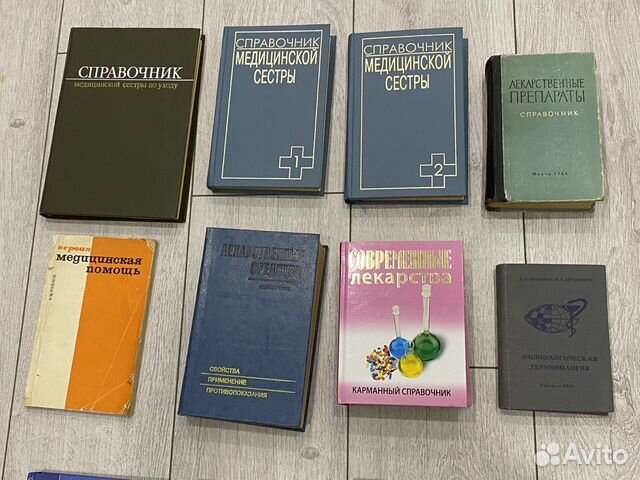 СПРАВОЧНИК
медицинской сестры по уходу
СПРАВОЧНИК
МЕДИЦИНСКОЙ
СЕСТРЫ
1
СПРАВОЧНИК
МЕДИЦИНСКОЙ
СЕСТРЫ
2
ЛЕКАРСТВЕННЫЕ
ПРЕПАРАТЫ
СПРАВОЧНИК
первая
медицинская
помощь
ЛЕКАРСТВЕННЫЕ
СРЕДСТВА
СВОЙСТВА
ПРИМЕНЕНИЕ
ПРОТИВОПОКАЗАНИЯ
СОВРЕМЕННЫЕ
лекарства
КАРМАННЫЙ СПРАВОЧНИК
ФИЗИОЛОГИЧЕСКАЯ
ТЕРМИНОЛОГИЯ
Avito